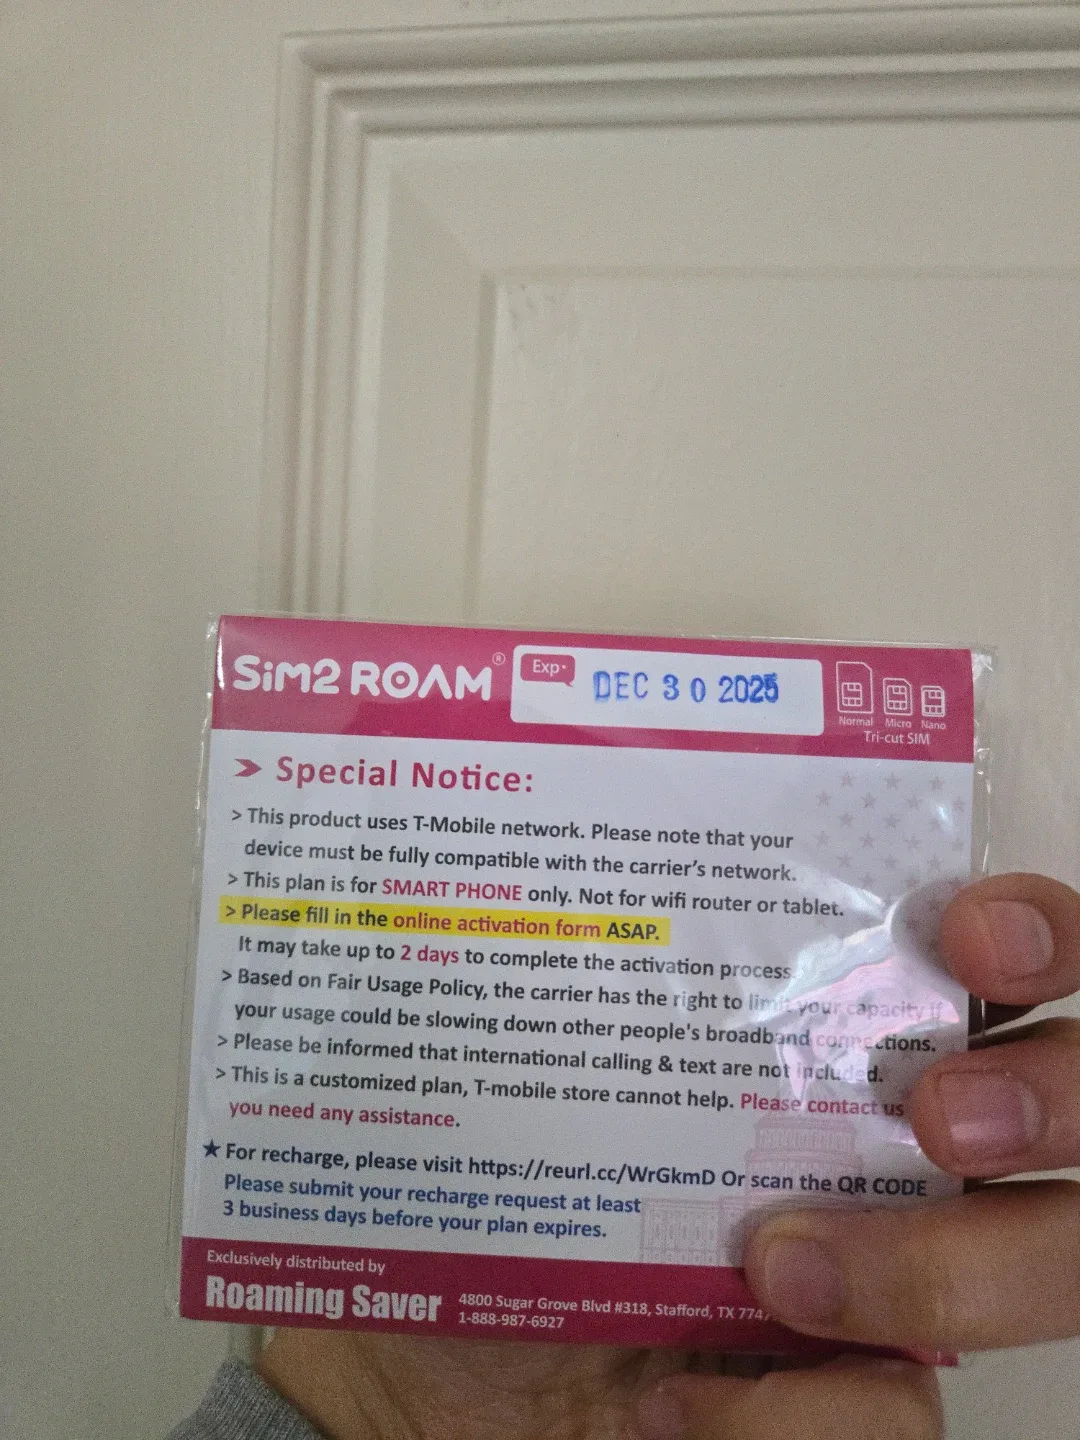 SiM2 ROAM®
Exp.
DEC 30 2025
Normal Micro Nano
Tri-cut SIM
➤ Special Notice:
> This product uses T-Mobile network. Please note that your
device must be fully compatible with the carrier's network.
> This plan is for SMART PHONE only. Not for wifi router or tablet.
> Please fill in the online activation form ASAP.
It may take up to 2 days to complete the activation process.
> Based on Fair Usage Policy, the carrier has the right to limit your capacity if
your usage could be slowing down other people's broadband connections.
> Please be informed that international calling & text are not included.
> This is a customized plan, T-mobile store cannot help. Please contact us
you need any assistance.
★ For recharge, please visit https://reurl.cc/WrGkmD Or scan the QR CODE
Please submit your recharge request at least
3 business days before your plan expires.
Exclusively distributed by
Roaming Saver
4800 Sugar Grove Blvd #318, Stafford, TX
1-888-987-6927